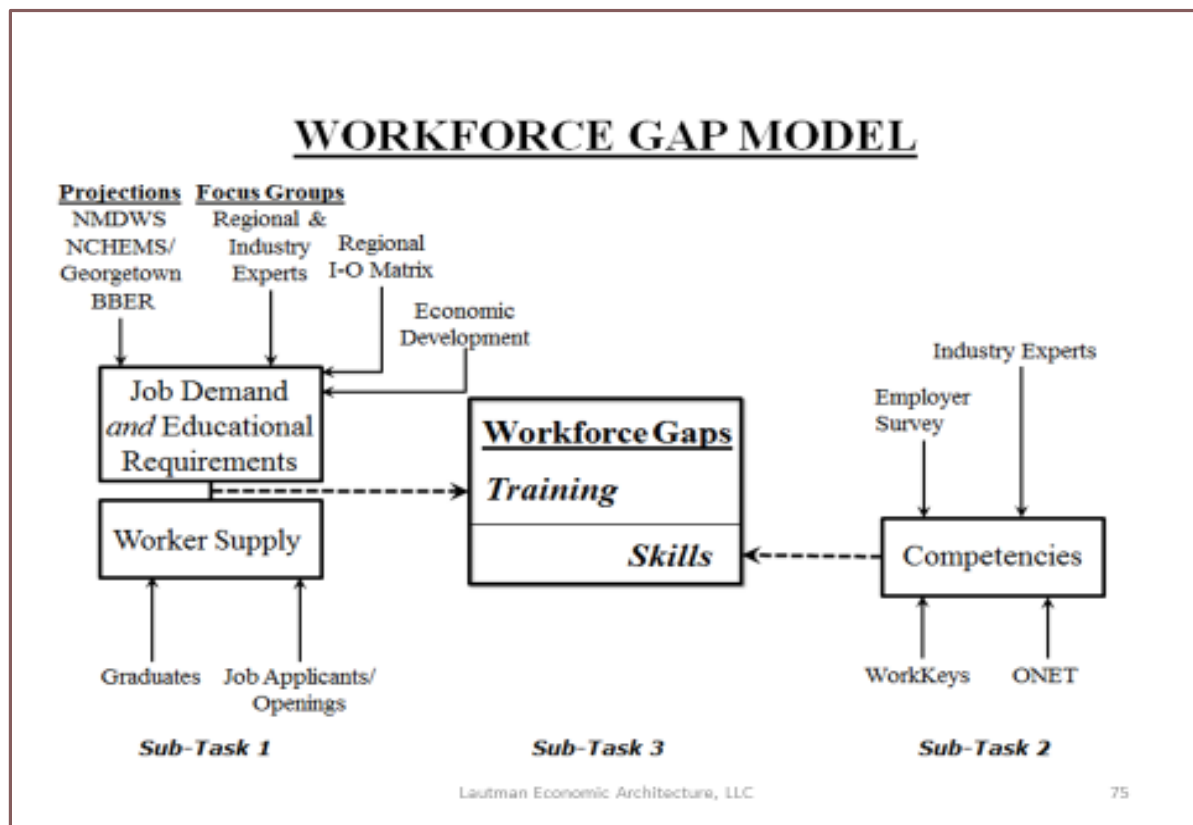 WORKFORCE GAP MODEL
Projections
NMDWS
NCHEMS/
Georgetown
BBER
Focus Groups
Regional &
Industry
Experts
Regional
I-O Matrix
Economic
Development
Job Demand
and Educational
Requirements
Worker Supply
Graduates
Job Applicants/
Openings
Sub-Task 1
Workforce Gaps
Training
Skills
Sub-Task 3
Industry Experts
Employer
Survey
Competencies
WorkKeys
ONET
Sub-Task 2
Lautman Economic Architecture, LLC
75